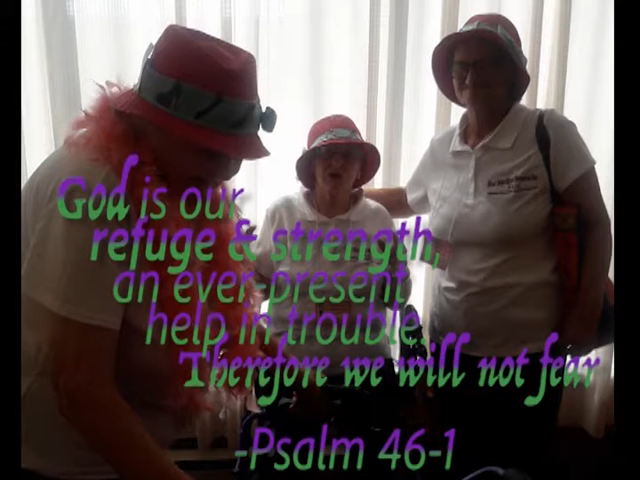 God is our
refuge & strength,
an ever-present
help in trouble.
Therefore we will not fear
-Psalm 46-1